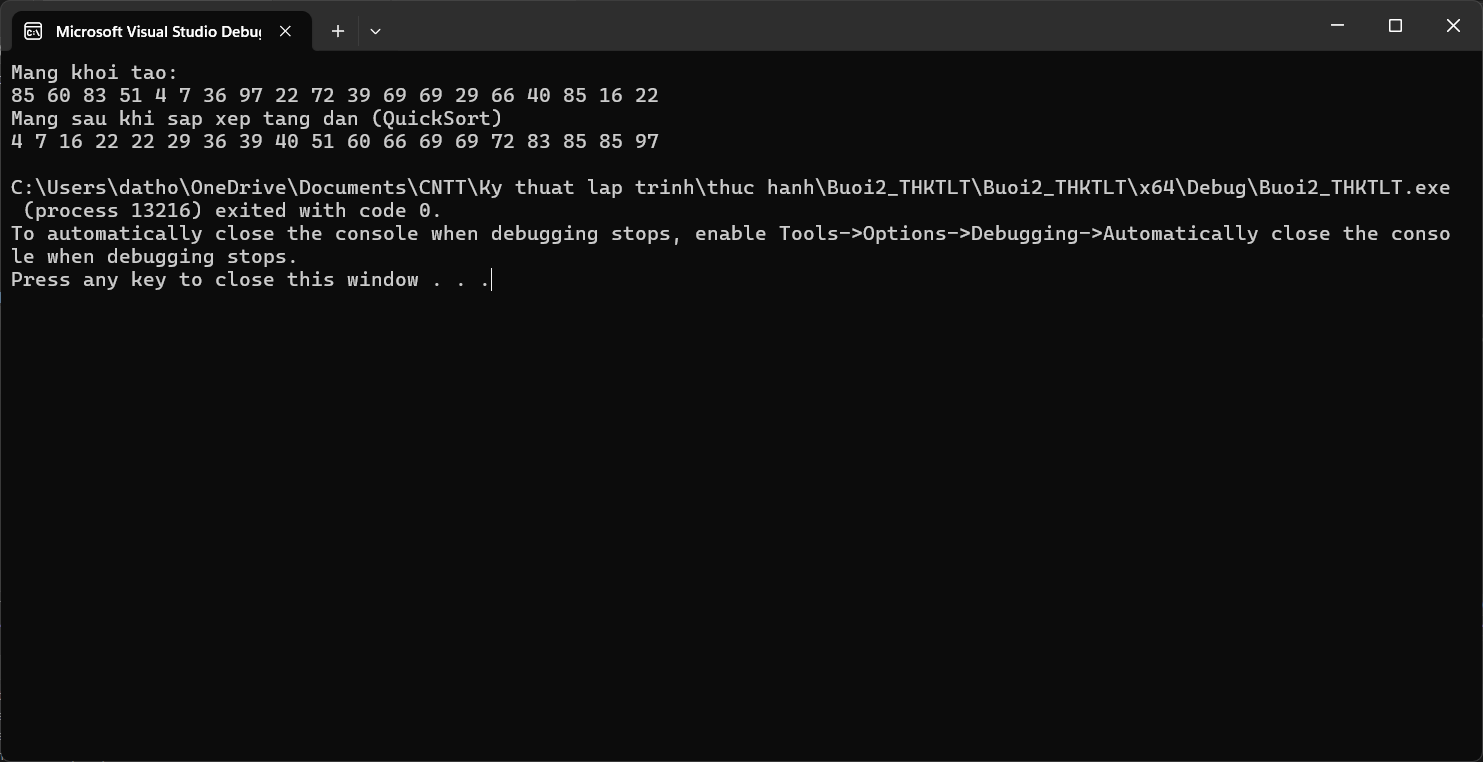 Microsoft Visual Studio Debu
Mang khoi tao:
85 60 83 51 4 7 36 97 22 72 39 69 69 29 66 40 85 16 22
Mang sau khi sap xep tang dan (QuickSort)
4 7 16 22 22 29 36 39 40 51 60 66 69 69 72 83 85 85 97
C:\Users\datho\OneDrive\Documents\CNTT\Ky thuat lap trinh\thuc hanh\Buoi2_THKTLT\Buoi2_THKTLT\x64\Debug\Buoi2_THKTLT.exe
(process 13216) exited with code 0.
To automatically close the console when debugging stops, enable Tools->Options->Debugging->Automatically close the conso
le when debugging stops.
Press any key to close this window . . .